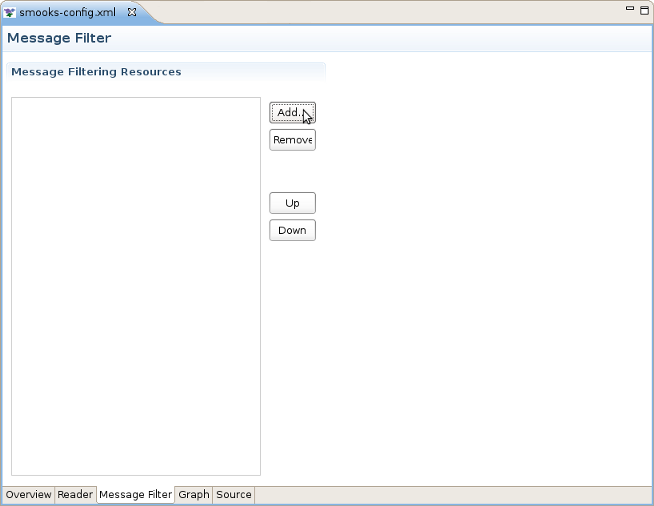 smooks-config.xml
Message Filter
Message Filtering Resources
Add...
Remove
Up
Down
Overview Reader Message Filter Graph Source